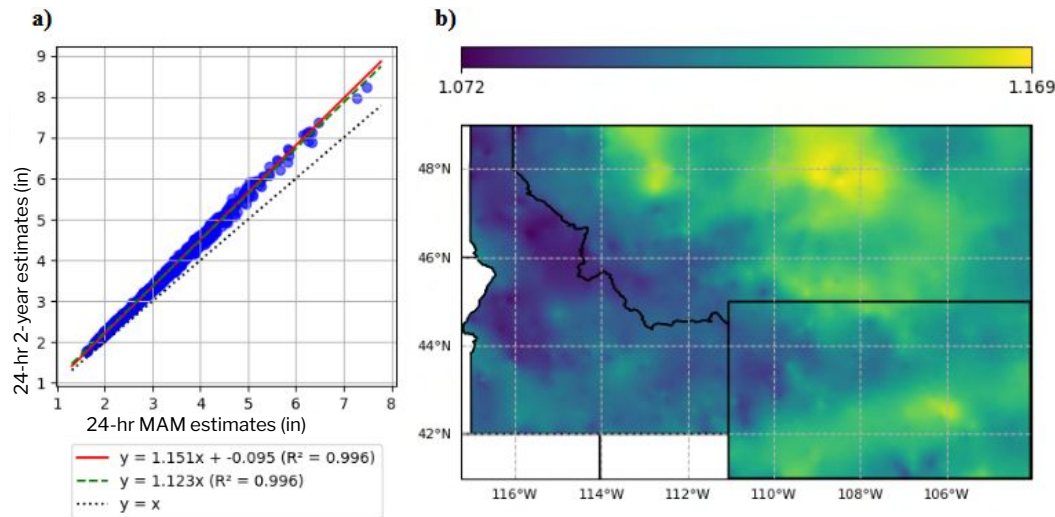 a)
9
8
7
6
5
4
3
2
1
24-hr 2-year estimates (in)
1 2 3 4 5 6 7 8
24-hr MAM estimates (in)
y = 1.151x + -0.095 (R² = 0.996)
y = 1.123x (R² = 0.996)
y = x
b)
1.072 1.169
48°N
46°N
44°N
42°N
116°W 114°W 112°W 110°W 108°W 106°W